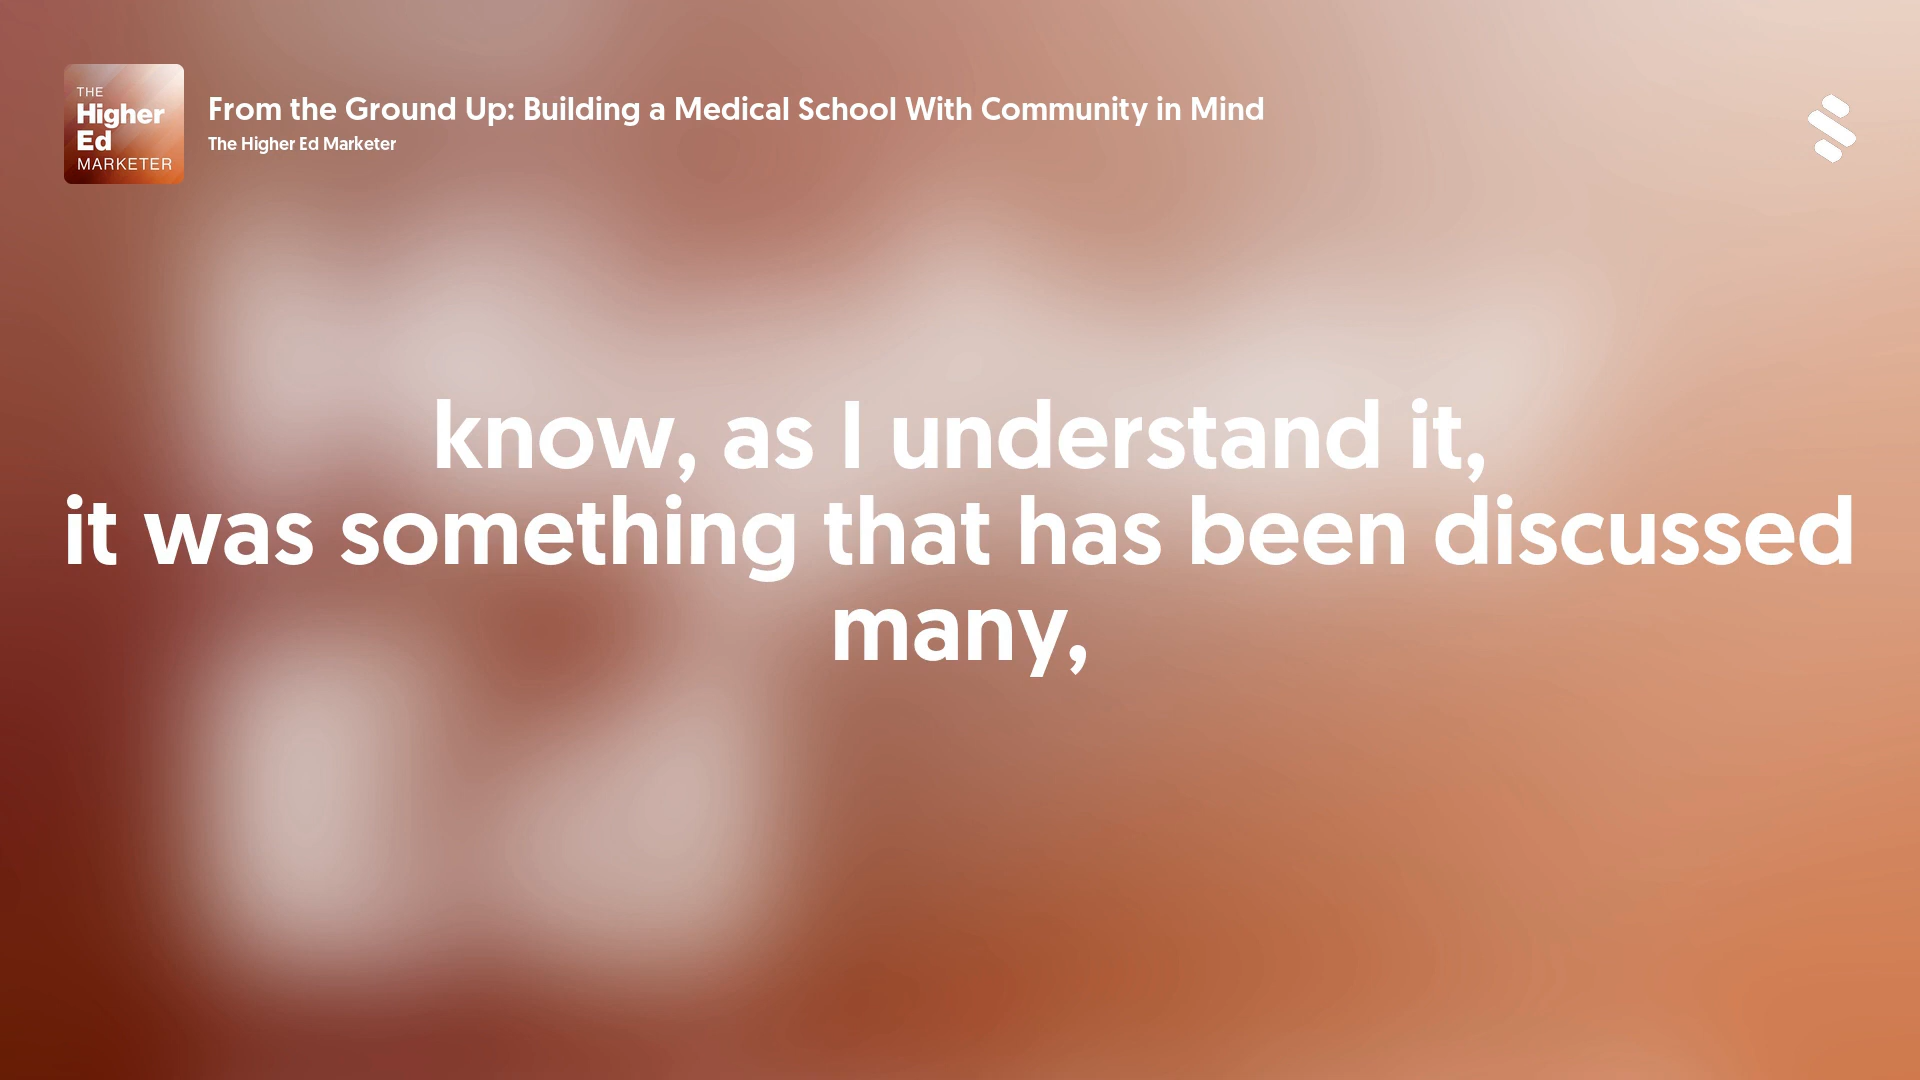 THE
Higher
Ed
MARKETER
From the Ground Up: Building a Medical School With Community in Mind
The Higher Ed Marketer
know, as I understand it,
it was something that has been discussed
many,